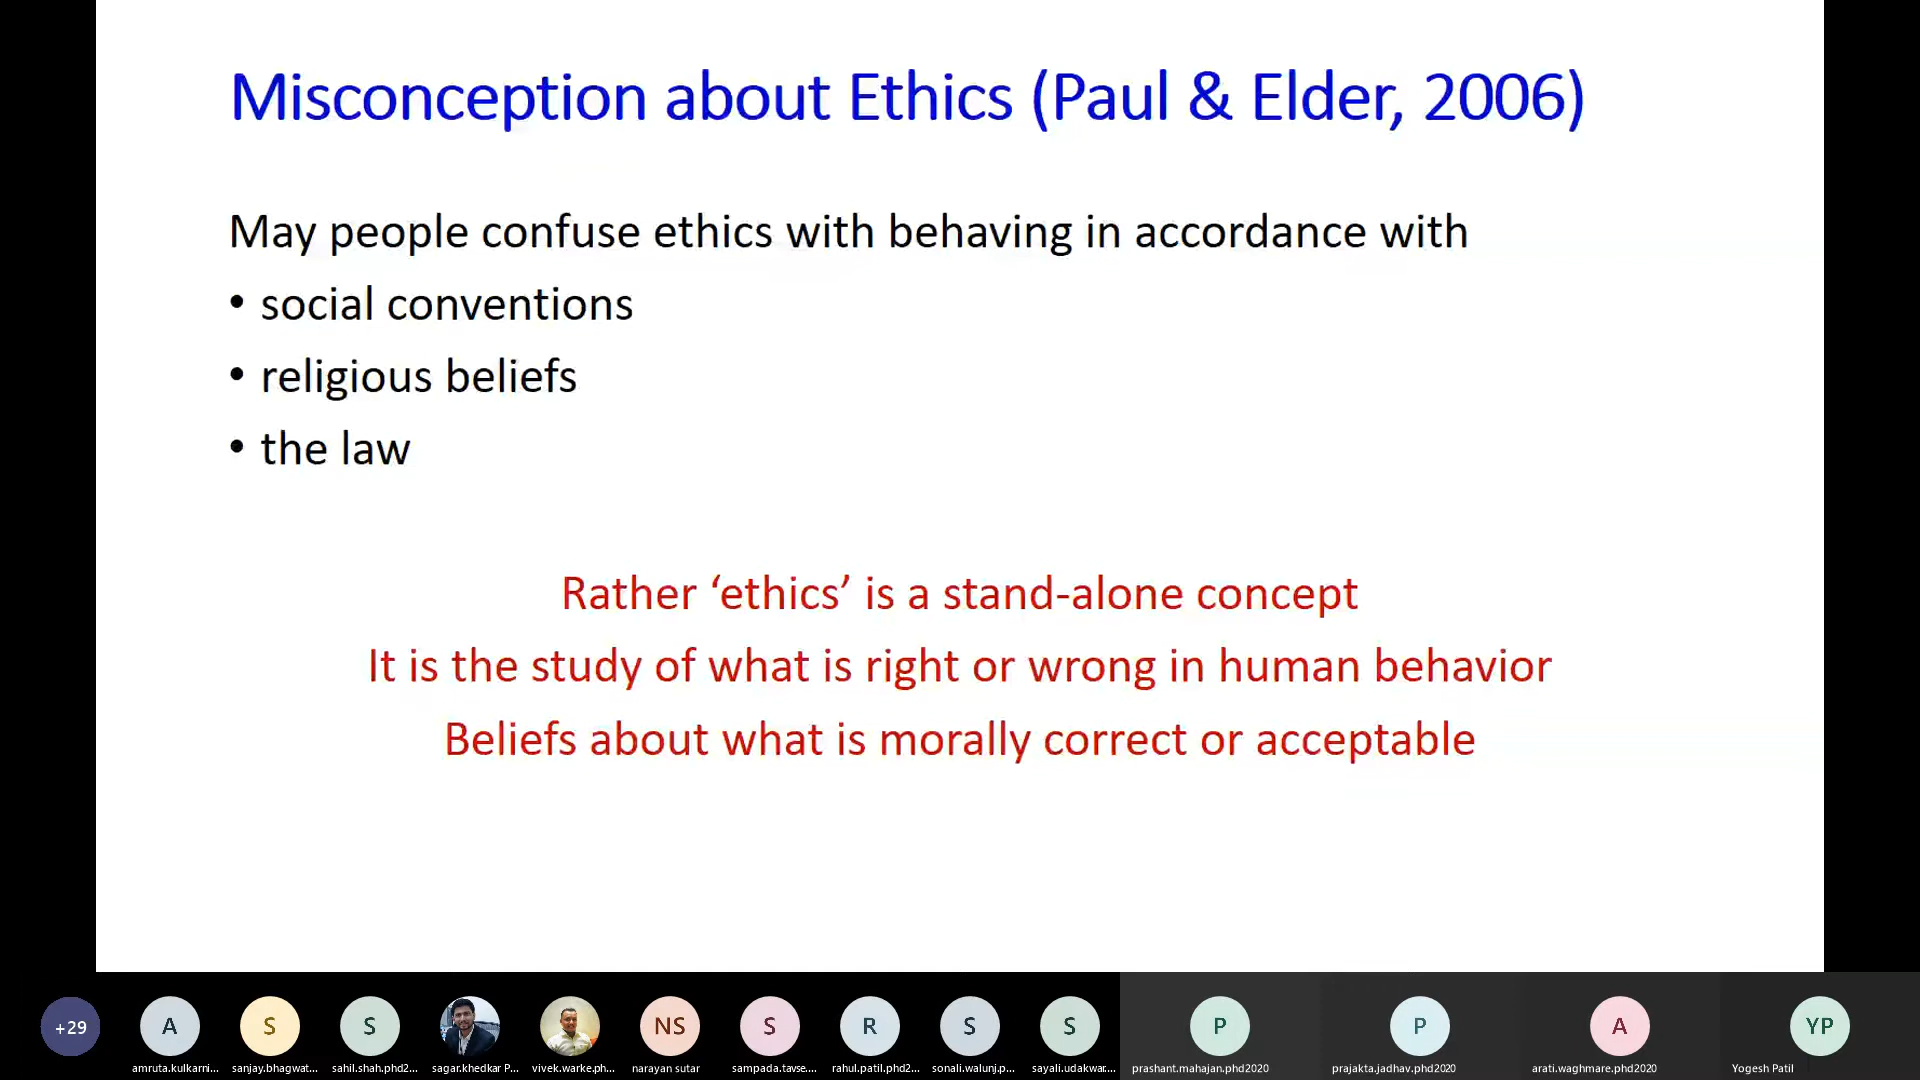 Misconception about Ethics (Paul & Elder, 2006)
May people confuse ethics with behaving in accordance with
• social conventions
• religious beliefs
• the law
Rather ‘ethics’ is a stand-alone concept
It is the study of what is right or wrong in human behavior
Beliefs about what is morally correct or acceptable
+29 A S S NS S R S S P P A YP
amruta.kulkarni... sanjay.bhagwat... sahil.shah.phd2... sagar.khedkar P... vivek.warke.ph... narayan sutar sampada.tavse.... rahul.patil.phd2... sonali.walunj.p... sayali.udakwar.... prashant.mahajan.phd2020 prajakta.jadhav.phd2020 arati.waghmare.phd2020 Yogesh Patil